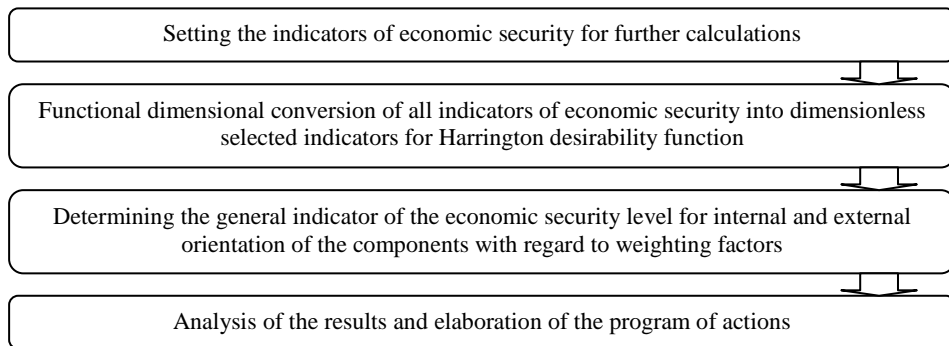 Setting the indicators of economic security for further calculations
Functional dimensional conversion of all indicators of economic security into dimensionless
selected indicators for Harrington desirability function
Determining the general indicator of the economic security level for internal and external
orientation of the components with regard to weighting factors
Analysis of the results and elaboration of the program of actions